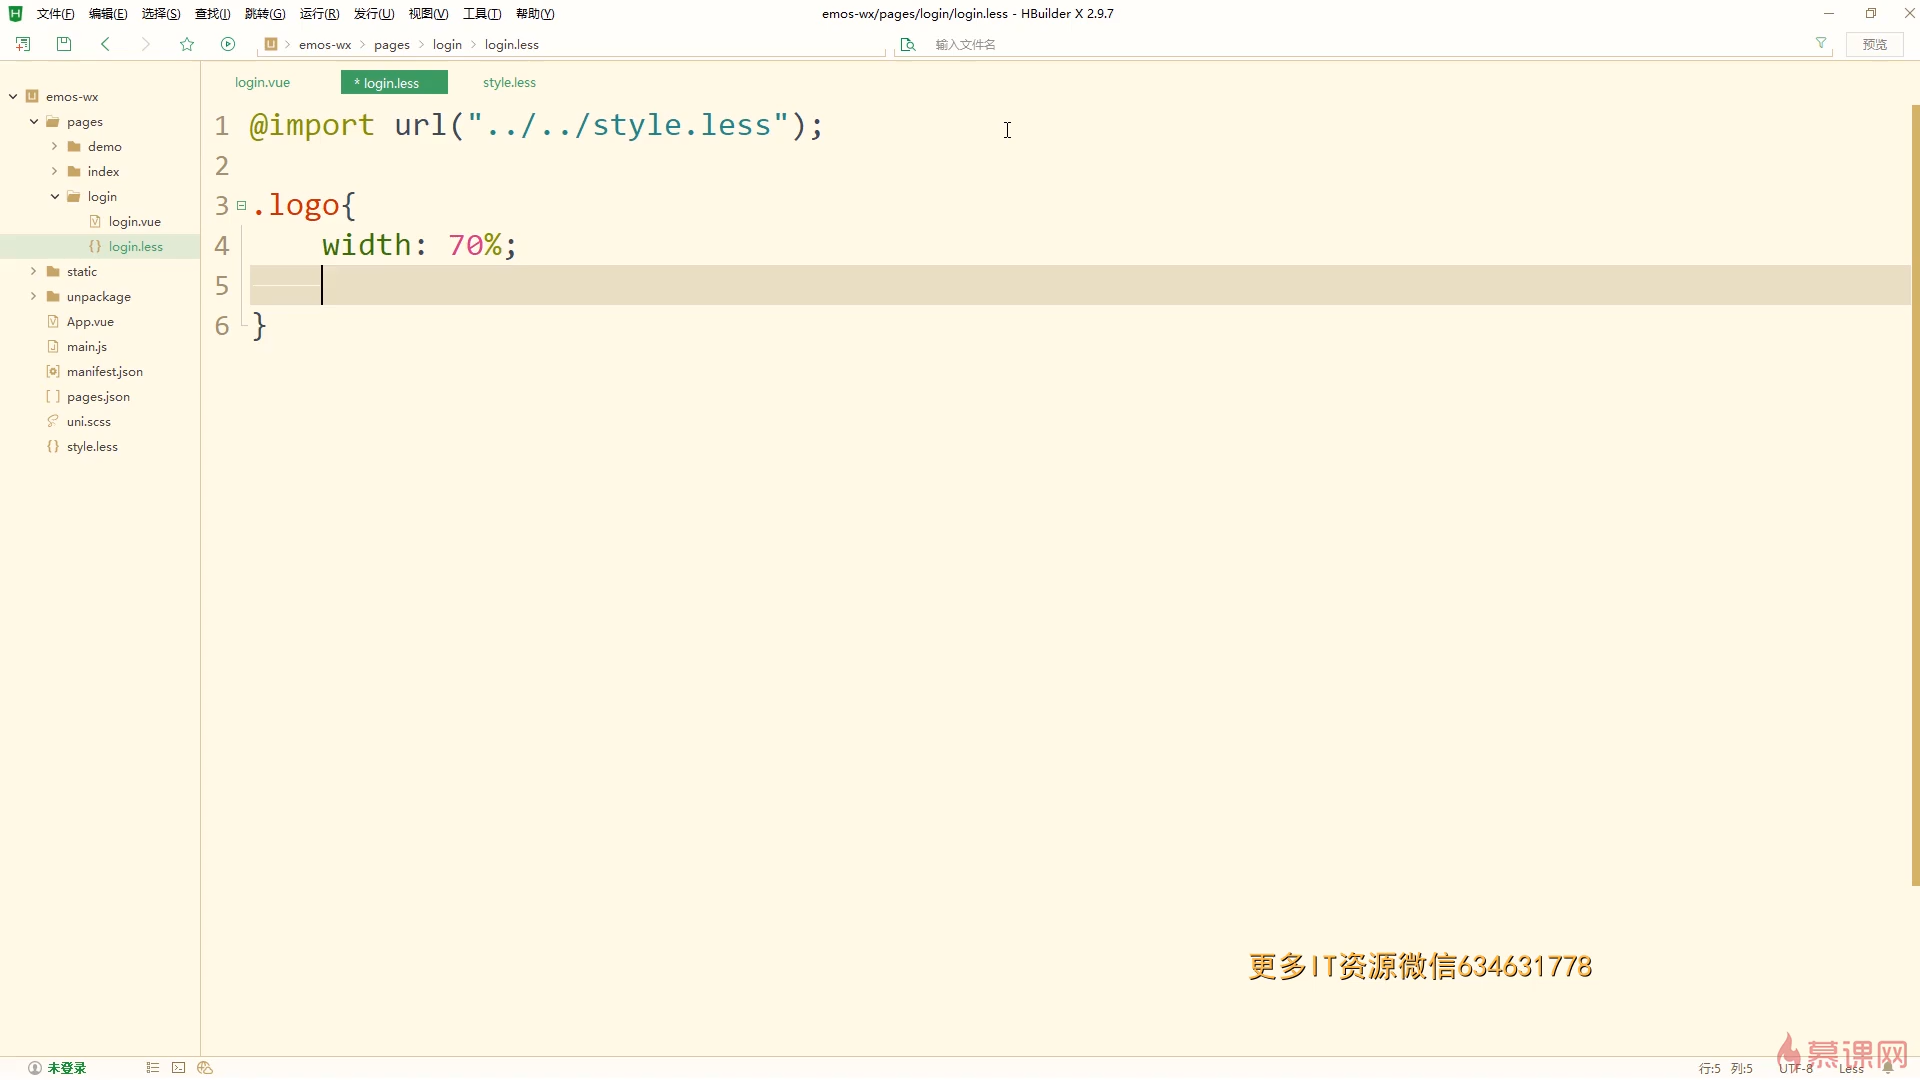 文件(F) 编辑(E) 选择(S) 查找(I) 跳转(G) 运行(R) 发行(U) 视图(V) 工具(T) 帮助(Y)
emos-wx/pages/login/login.less - HBuilder X 2.9.7
emos-wx > pages > login > login.less
输入文件名
预览
emos-wx
pages
demo
index
login
login.vue
login.less
static
unpackage
App.vue
main.js
manifest.json
pages.json
uni.scss
style.less
login.vue
* login.less
style.less
1 @import url("../../style.less");
2
3 .logo{
4 width: 70%;
5
6 }
更多IT资源微信634631778
慕课网
未登录
行:5 列:5
UTF-8
Less